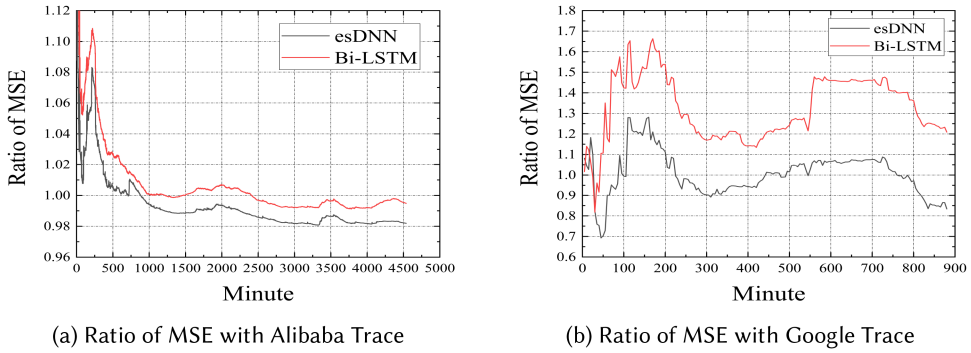 1.12
1.10
1.08
1.06
1.04
1.02
1.00
0.98
0.96
Ratio of MSE
esDNN
Bi-LSTM
0 500 1000 1500 2000 2500 3000 3500 4000 4500 5000
Minute
(a) Ratio of MSE with Alibaba Trace
1.8
1.7
1.6
1.5
1.4
1.3
1.2
1.1
1.0
0.9
0.8
0.7
0.6
Ratio of MSE
esDNN
Bi-LSTM
0 100 200 300 400 500 600 700 800 900
Minute
(b) Ratio of MSE with Google Trace